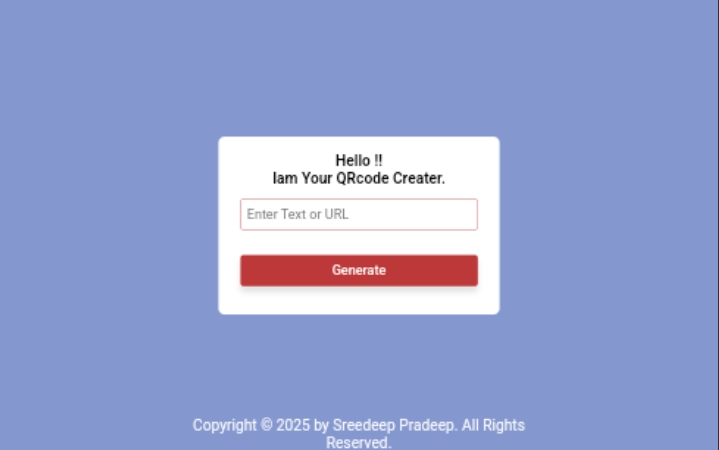 Hello !!
Iam Your QRcode Creater.
Enter Text or URL
Generate
Copyright © 2025 by Sreedeep Pradeep. All Rights
Reserved.